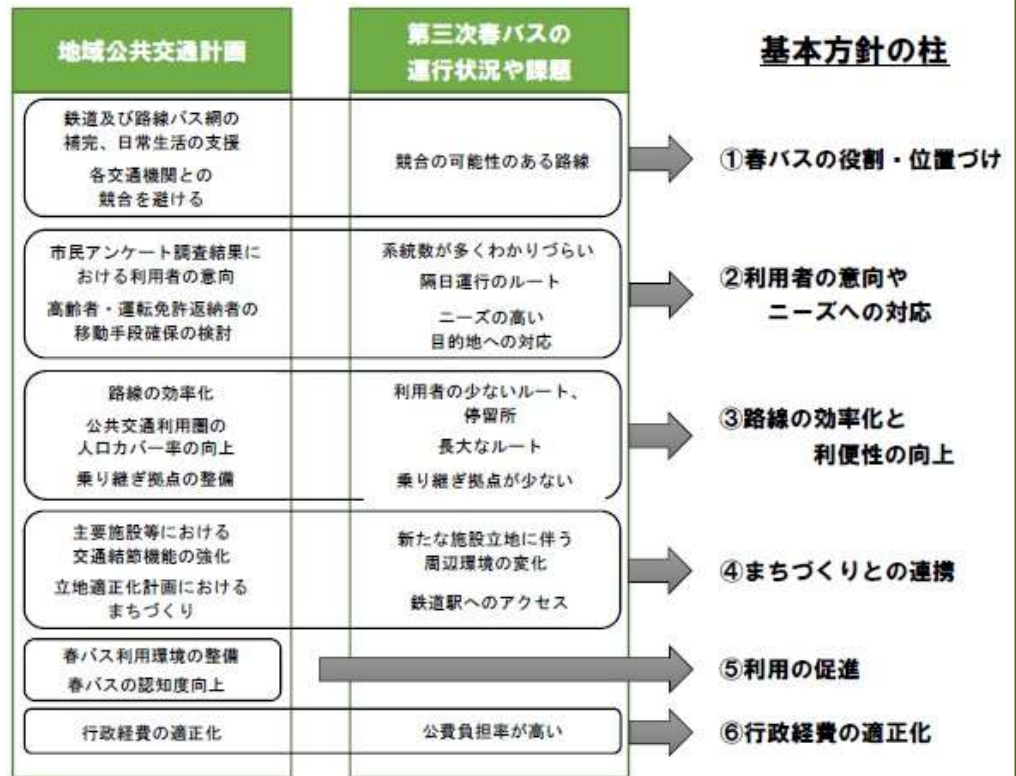 地域公共交通計画
第三次春バスの
運行状況や課題
基本方針の柱
鉄道及び路線バス網の
補完、日常生活の支援
各交通機関との
競合を避ける
競合の可能性のある路線
①春バスの役割・位置づけ
市民アンケート調査結果に
おける利用者の意向
高齢者・運転免許返納者の
移動手段確保の検討
系統数が多くわかりづらい
隔日運行のルート
ニーズの高い
目的地への対応
②利用者の意向や
ニーズへの対応
路線の効率化
公共交通利用圏の
人口カバー率の向上
乗り継ぎ拠点の整備
利用者の少ないルート、
停留所
長大なルート
乗り継ぎ拠点が少ない
③路線の効率化と
利便性の向上
主要施設等における
交通結節機能の強化
立地適正化計画における
まちづくり
新たな施設立地に伴う
周辺環境の変化
鉄道駅へのアクセス
④まちづくりとの連携
春バス利用環境の整備
春バスの認知度向上
⑤利用の促進
行政経費の適正化
公費負担率が高い
⑥行政経費の適正化